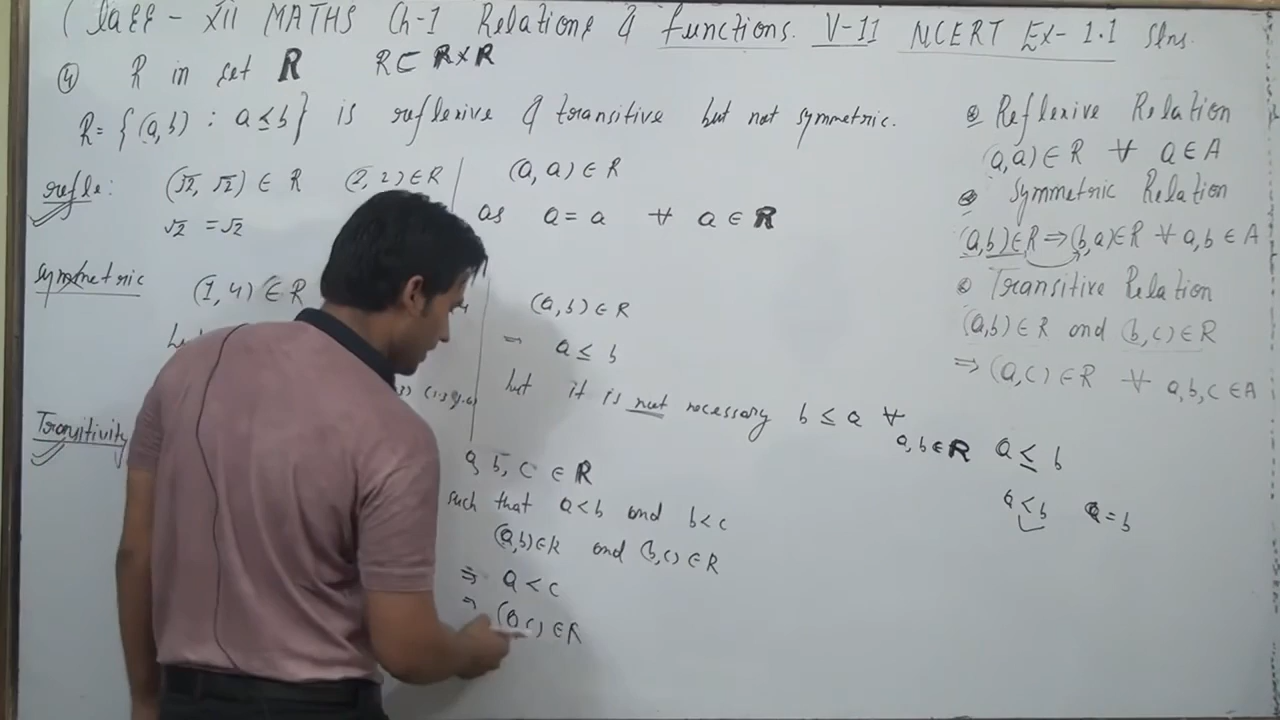 Class - XII MATHS Ch-1 Relations & functions. V-11 NCERT Ex-1.1 Slns.
④ R in set R R⊂R×R
R = {(a,b) : a ≤ b} is reflexive & transitive but not symmetric.
refle: (√2, √2) ∈ R (2, 2) ∈ R (a, a) ∈ R
√2 = √2 as a = a ∀ a ∈ R
symmetric (1, 4) ∈ R (a, b) ∈ R
⇒ a ≤ b
but it is not necessary b ≤ a ∀
a, b ∈ R
Transitivity
a, b, c ∈ R
such that a < b and b < c
(a,b) ∈ R and (b,c) ∈ R
⇒ a < c
⇒ (a c) ∈ R
Reflexive Relation
(a,a) ∈ R ∀ a ∈ A
Symmetric Relation
(a,b) ∈ R ⇒ (b,a) ∈ R ∀ a,b ∈ A
Transitive Relation
(a,b) ∈ R and (b,c) ∈ R
⇒ (a,c) ∈ R ∀ a,b,c ∈ A
a ≤ b
a < b a = b